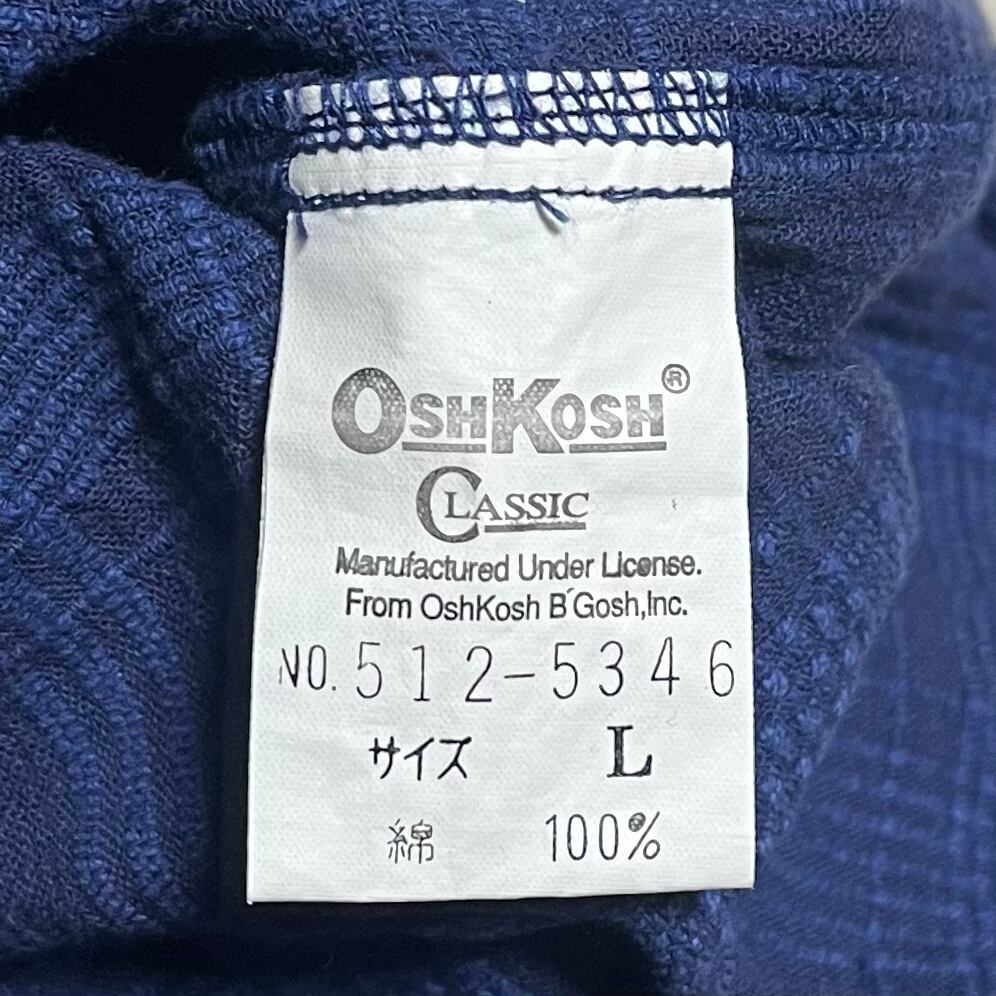 OSHKOSH®
CLASSIC
Manufactured Under License.
From OshKosh B'Gosh,Inc.
NO.512-5346
サイズ L
綿 100%